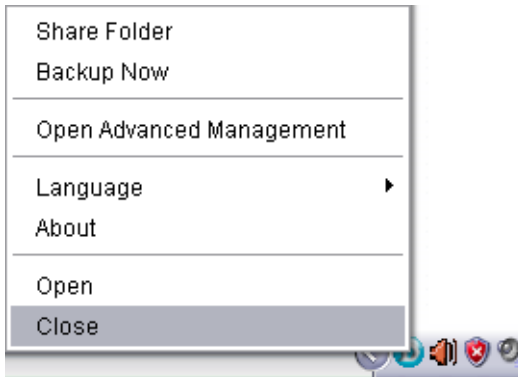 Share Folder
Backup Now
Open Advanced Management
Language
About
Open
Close